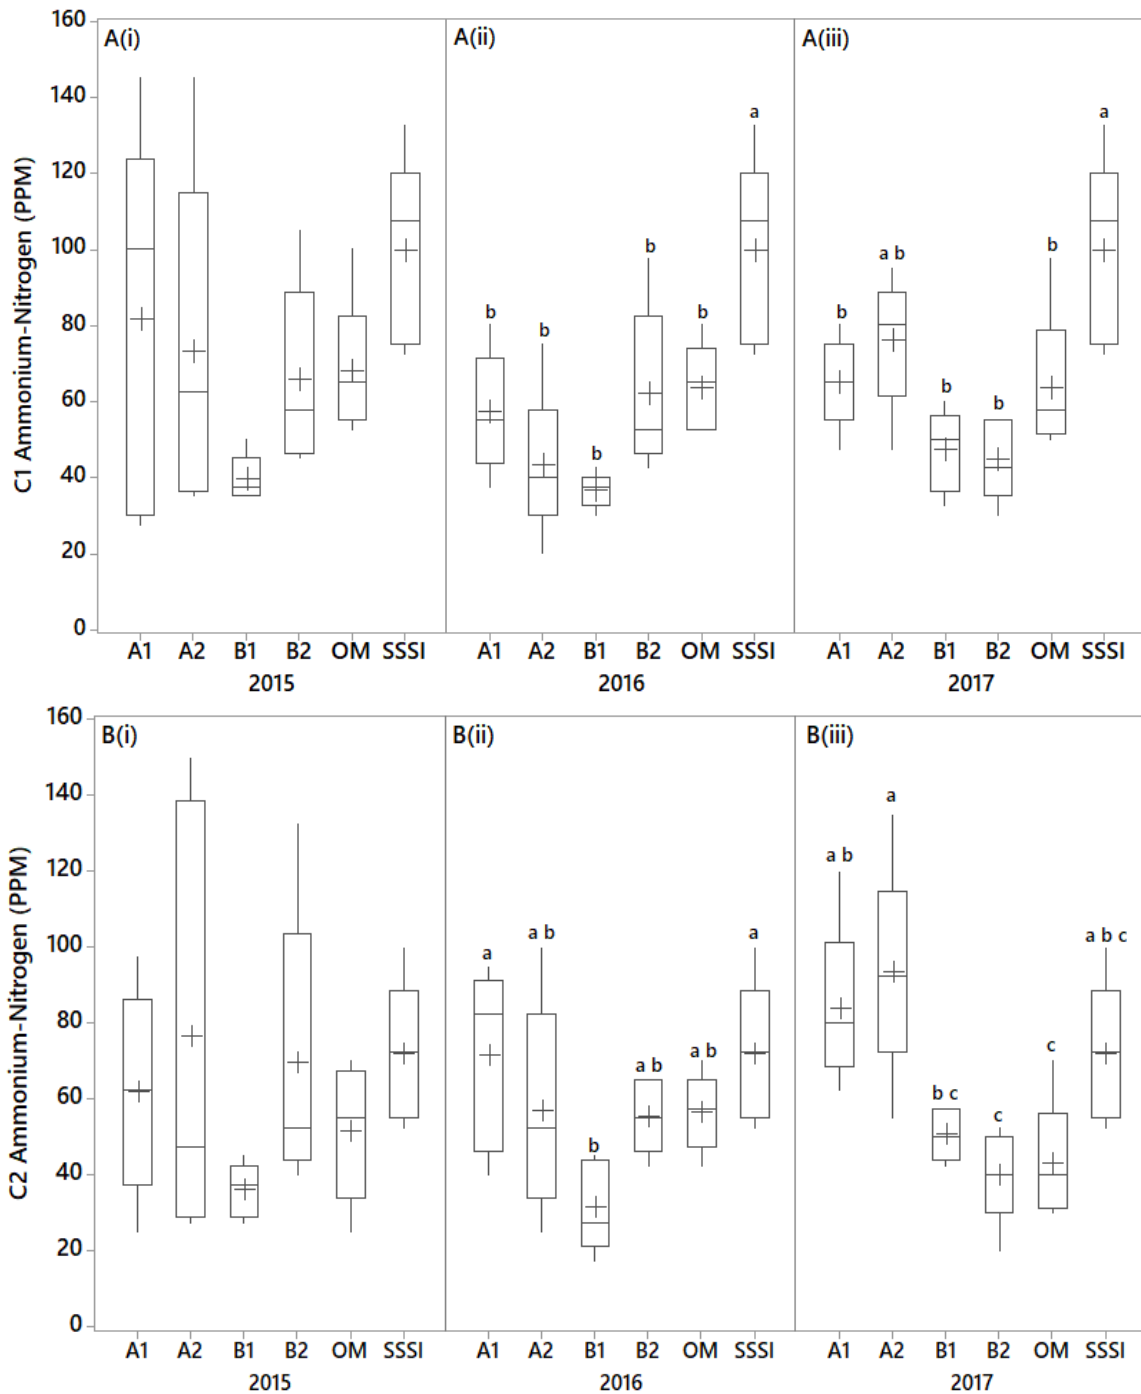 160
140
120
100
80
60
40
20
0
C1 Ammonium-Nitrogen (PPM)
A(i) A(ii) A(iii)
a a
a b
b b b b b b b b b
A1 A2 B1 B2 OM SSSI A1 A2 B1 B2 OM SSSI A1 A2 B1 B2 OM SSSI
2015 2016 2017
160
140
120
100
80
60
40
20
0
C2 Ammonium-Nitrogen (PPM)
B(i) B(ii) B(iii)
a a b b a b a b a
a b a b c c c a b c
A1 A2 B1 B2 OM SSSI A1 A2 B1 B2 OM SSSI A1 A2 B1 B2 OM SSSI
2015 2016 2017